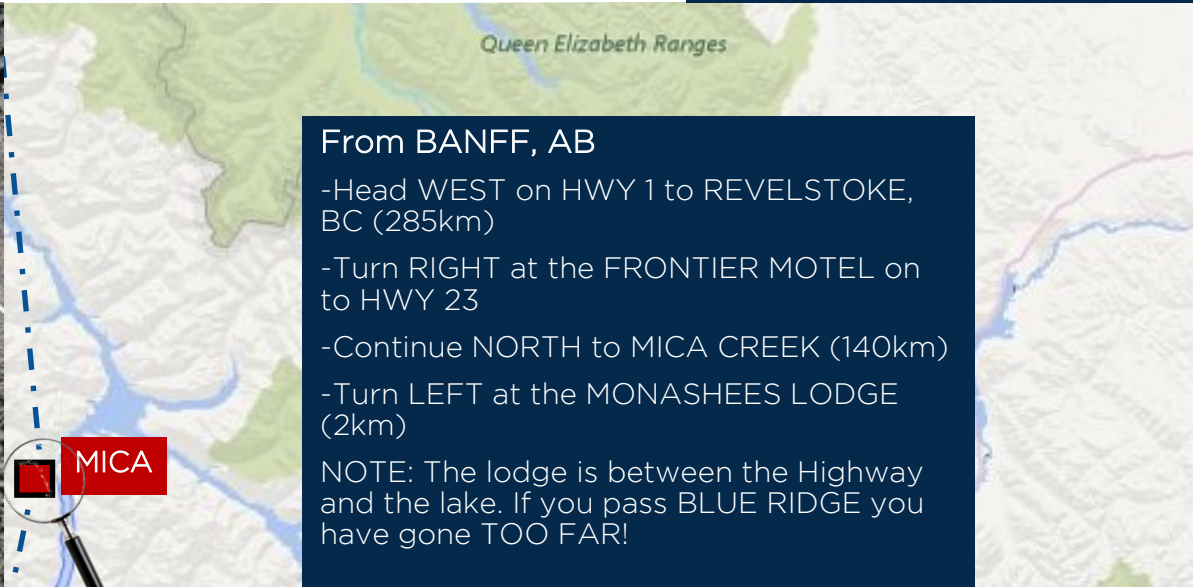 Queen Elizabeth Ranges
From BANFF, AB
-Head WEST on HWY 1 to REVELSTOKE,
BC (285km)
-Turn RIGHT at the FRONTIER MOTEL on
to HWY 23
-Continue NORTH to MICA CREEK (140km)
-Turn LEFT at the MONASHEES LODGE
(2km)
NOTE: The lodge is between the Highway
and the lake. If you pass BLUE RIDGE you
have gone TOO FAR!
MICA